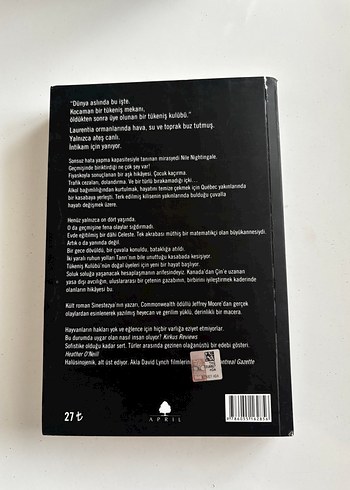 "Dünya aslında bu işte.
Kocaman bir tükeniş mekânı,
öldükten sonra üye olunan bir tükeniş kulübü."
Laurentia ormanlarında hava, su ve toprak buz tutmuş.
Yalnızca ateş canlı.
İntikam için yanıyor.
Sonsuz hata yapma kapasitesiyle tanınan mirasyedi Nile Nightingale.
Geçmişinde biriktirdiği ne çok şey var!
Fiyaskoyla sonuçlanan bir aşk hikâyesi. Çocuk kaçırma.
Trafik cezaları, dolandırma. Ve bir türlü bırakamadığı içki...
Alkol bağımlılığından kurtulmak, hayatını temize çekmek için Québec yakınlarında
bir kasabaya yerleşti. Terk edilmiş kilisenin yakınlarında bulduğu çuvalla
hayatı değişmek üzere.
Henüz yalnızca on dört yaşında.
O da geçmişine fena olaylar sığdırmadı.
Evde eğitilmiş bir dâhi Celeste. Tek akrabası müthiş bir matematikçi olan büyükannesiydi.
Artık o da yanında değil.
Bir gece dövüldü, bir çuvala konuldu, bataklığa atıldı.
İki yaralı ruhun yolları Tanrı'nın bile unuttuğu kasabada kesişiyor.
Tükeniş Kulübü'nün doğal üyeleri için yeni bir hayat başlıyor.
Soluk soluğa yaşanacak hesaplaşmanın arifesindeyiz. Kanada'dan Çin'e uzanan
yasa dışı avcılığın, uluslararası bir çetenin gazabının, birbirini iyileştirmek kaderinde
olanların hikâyesi bu.
Kült roman Sinestezya'nın yazarı, Commonwealth ödüllü Jeffrey Moore'dan gerçek
olaylardan esinlenerek yazılmış heyecan ve gerilim yüklü, derinlikli bir macera.
Hayvanların hakları yok ve eğlence için hiçbir varlığa eziyet etmiyorlar.
Bu durumda uygar olan nasıl insan oluyor? Kirkus Reviews
Sofistike olduğu kadar sert. Türler arasında gezinen olağanüstü bir edebi gösteri.
Heather O'Neill
Halüsinojenik, alt üst ediyor. Akla David Lynch filmlerini
Montreal Gazette
27 ₺
APRIL